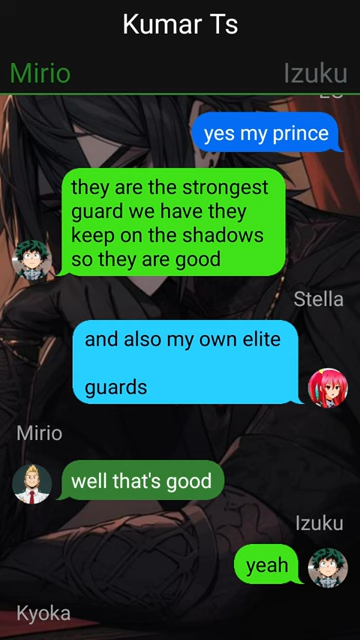 Kumar Ts
Mirio
Izuku
yes my prince
they are the strongest
guard we have they
keep on the shadows
so they are good
Stella
and also my own elite
guards
Mirio
well that's good
Izuku
yeah
Kyoka